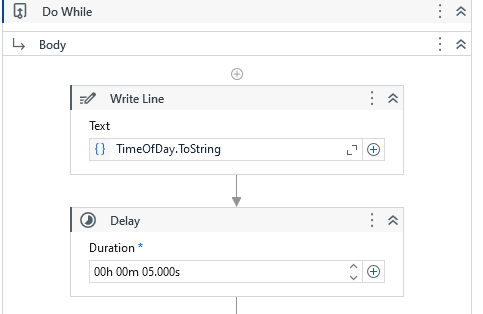 Do While
Body
Write Line
Text
{} TimeOfDay.ToString
Delay
Duration *
00h 00m 05.000s